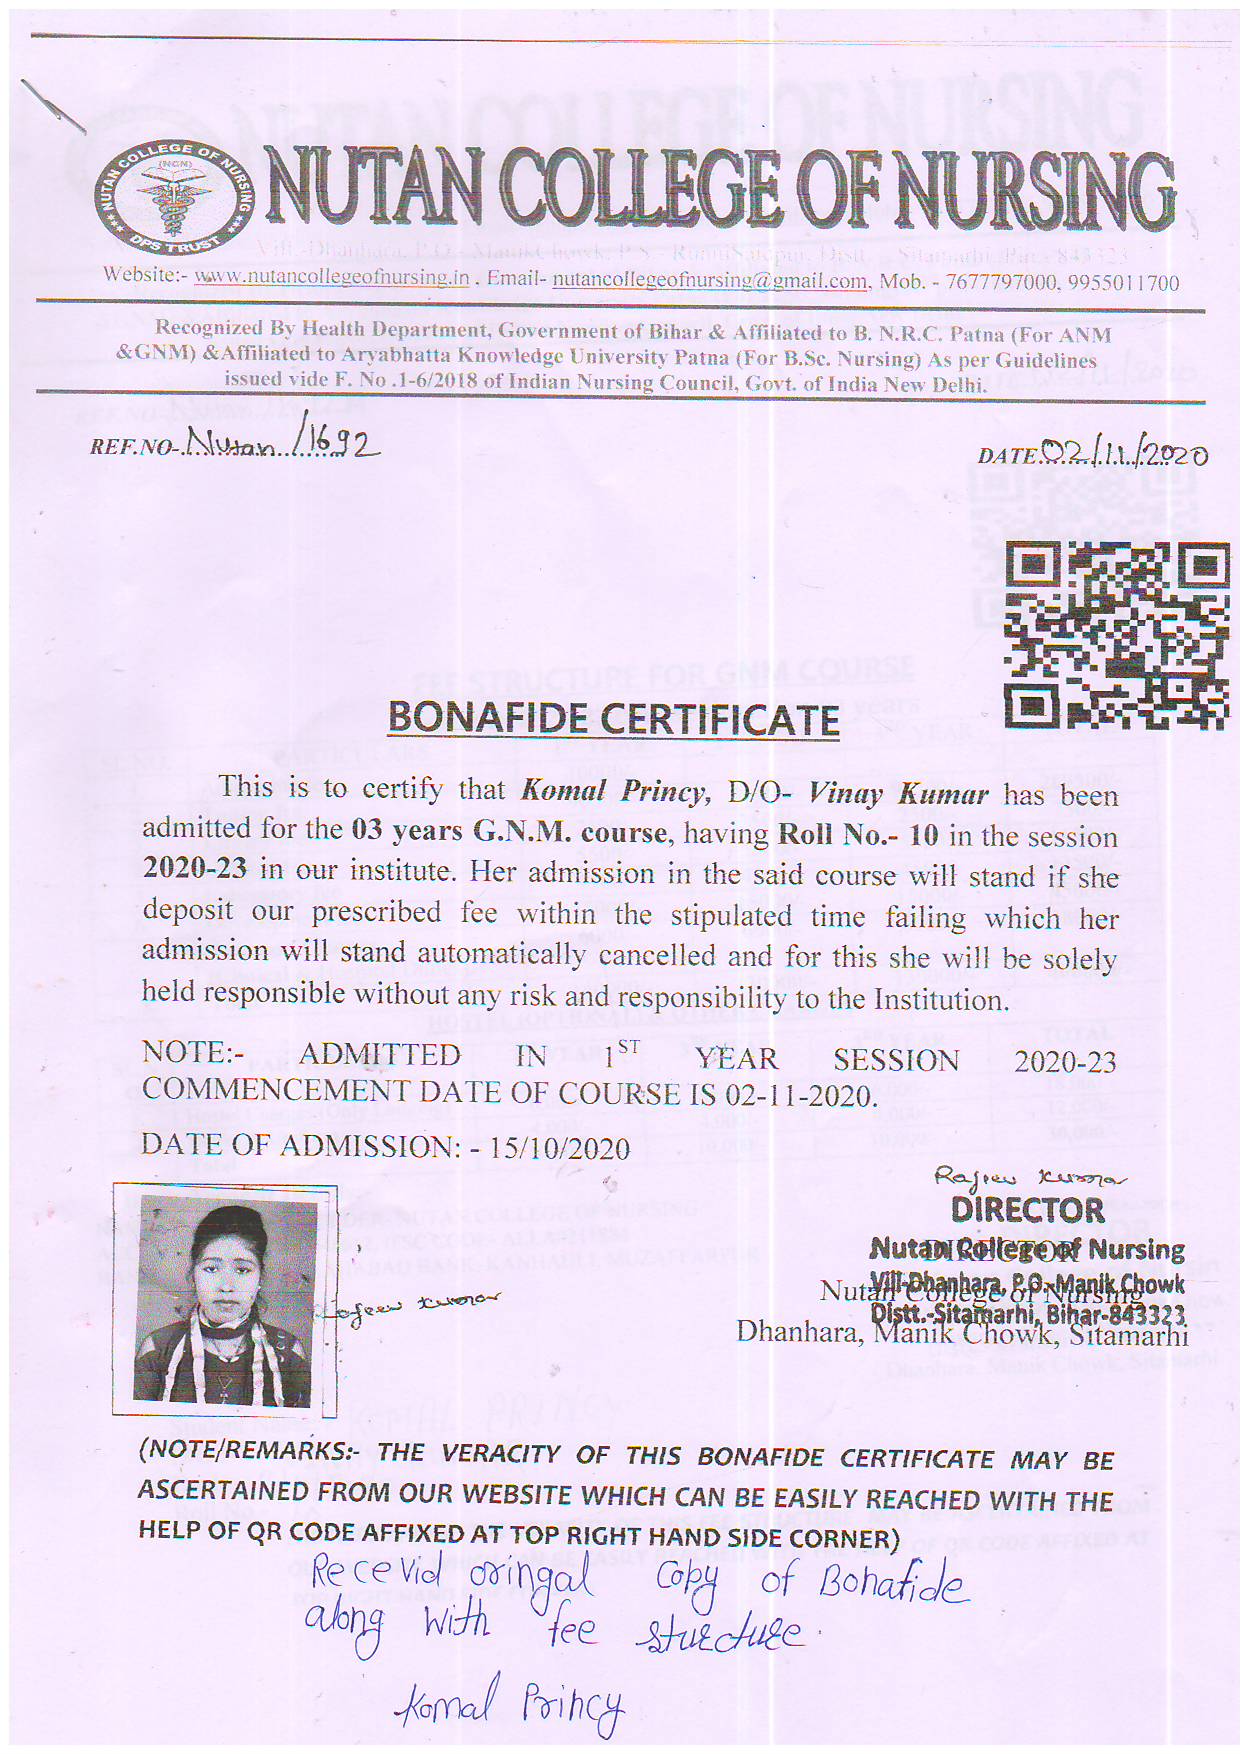 NUTAN COLLEGE OF NURSING
(NCN)
DPS TRUST
NUTAN COLLEGE OF NURSING
Vill.-Dhanhara, P.O.- ManikChowk, P.S.- RunniSaidpur, Distt. - Sitamarhi, Pin.- 843323
Website:- www.nutancollegeofnursing.in , Email- nutancollegeofnursing@gmail.com, Mob. - 7677797000, 9955011700
Recognized By Health Department, Government of Bihar & Affiliated to B. N.R.C. Patna (For ANM
&GNM) &Affiliated to Aryabhatta Knowledge University Patna (For B.Sc. Nursing) As per Guidelines
issued vide F. No .1-6/2018 of Indian Nursing Council, Govt. of India New Delhi.
REF.NO-.Nutan/1692
DATE.02/11/2020
BONAFIDE CERTIFICATE
This is to certify that Komal Princy, D/O- Vinay Kumar has been
admitted for the 03 years G.N.M. course, having Roll No.- 10 in the session
2020-23 in our institute. Her admission in the said course will stand if she
deposit our prescribed fee within the stipulated time failing which her
admission will stand automatically cancelled and for this she will be solely
held responsible without any risk and responsibility to the Institution.
NOTE:- ADMITTED IN 1ST YEAR SESSION 2020-23
COMMENCEMENT DATE OF COURSE IS 02-11-2020.
DATE OF ADMISSION: - 15/10/2020
Rajeev Kumar
DIRECTOR
Nutan College of Nursing
Vill-Dhanhara, P.O.-Manik Chowk
Distt.-Sitamarhi, Bihar-843323
DIRECTOR
Nutan College of Nursing
Dhanhara, Manik Chowk, Sitamarhi
Rajeev Kumar
(NOTE/REMARKS:- THE VERACITY OF THIS BONAFIDE CERTIFICATE MAY BE
ASCERTAINED FROM OUR WEBSITE WHICH CAN BE EASILY REACHED WITH THE
HELP OF QR CODE AFFIXED AT TOP RIGHT HAND SIDE CORNER)
Recevid oringal Copy of Bonafide
along with fee sturcture.
Komal Princy